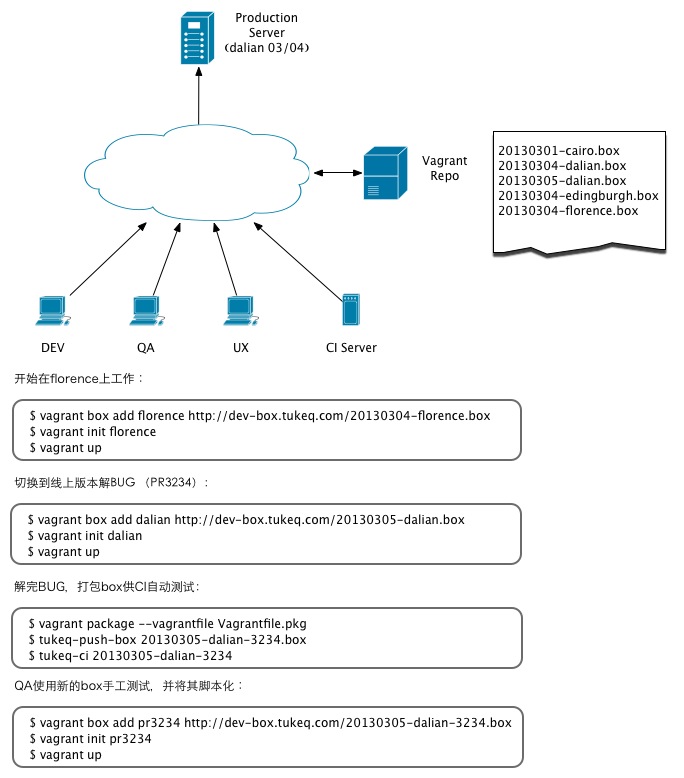 Production
Server
(dalian 03/04)
Vagrant
Repo
20130301-cairo.box
20130304-dalian.box
20130305-dalian.box
20130304-edingburgh.box
20130304-florence.box
DEV
QA
UX
CI Server
开始在florence上工作：
$ vagrant box add florence http://dev-box.tukeq.com/20130304-florence.box
$ vagrant init florence
$ vagrant up
切换到线上版本解BUG （PR3234）:
$ vagrant box add dalian http://dev-box.tukeq.com/20130305-dalian.box
$ vagrant init dalian
$ vagrant up
解完BUG，打包box供CI自动测试：
$ vagrant package --vagrantfile Vagrantfile.pkg
$ tukeq-push-box 20130305-dalian-3234.box
$ tukeq-ci 20130305-dalian-3234
QA使用新的box手工测试，并将其脚本化：
$ vagrant box add pr3234 http://dev-box.tukeq.com/20130305-dalian-3234.box
$ vagrant init pr3234
$ vagrant up